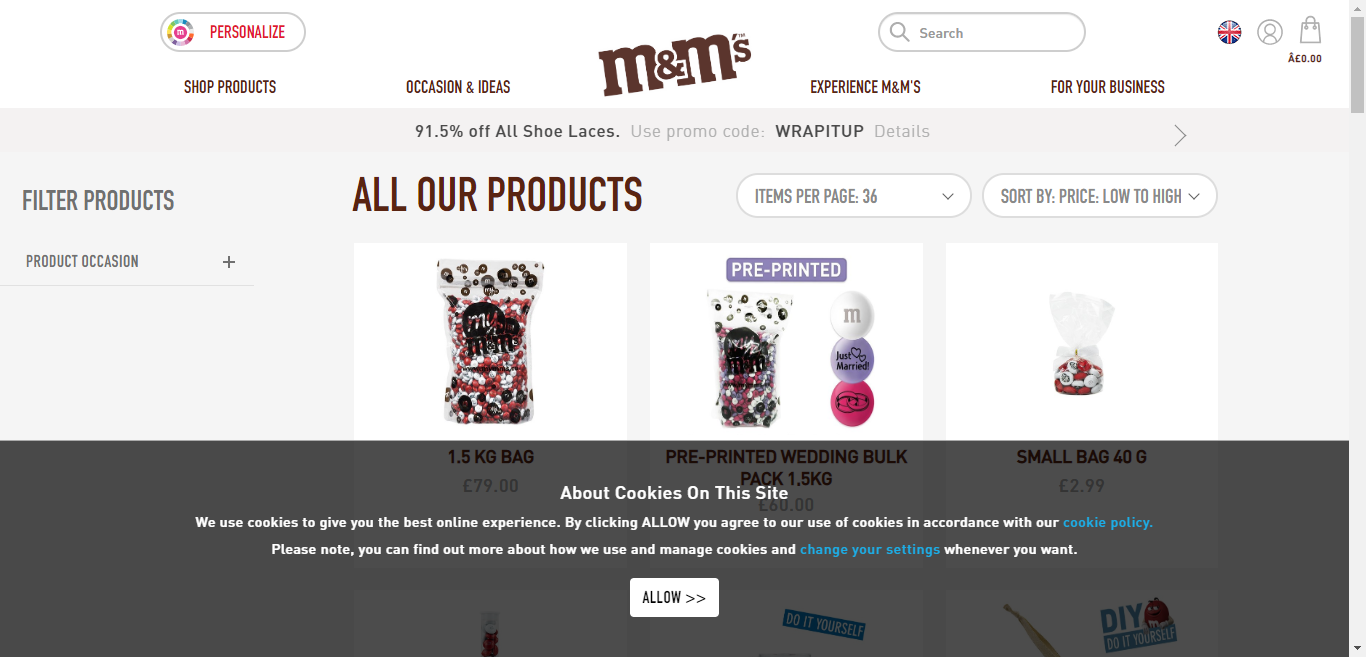 PERSONALIZE
m&m's
Search
Â£0.00
SHOP PRODUCTS
OCCASION & IDEAS
EXPERIENCE M&M'S
FOR YOUR BUSINESS
91.5% off All Shoe Laces. Use promo code: WRAPITUP Details
FILTER PRODUCTS
PRODUCT OCCASION
ALL OUR PRODUCTS
ITEMS PER PAGE: 36
SORT BY: PRICE: LOW TO HIGH
my
m&m's
PRE-PRINTED
m
Just
Married!
my
m&m's
1.5 KG BAG
£79.00
PRE-PRINTED WEDDING BULK
PACK 1,5KG
£60.00
SMALL BAG 40 G
£2.99
About Cookies On This Site
We use cookies to give you the best online experience. By clicking ALLOW you agree to our use of cookies in accordance with our cookie policy.
Please note, you can find out more about how we use and manage cookies and change your settings whenever you want.
ALLOW >>
DO IT YOURSELF
DIY
DO IT YOURSELF